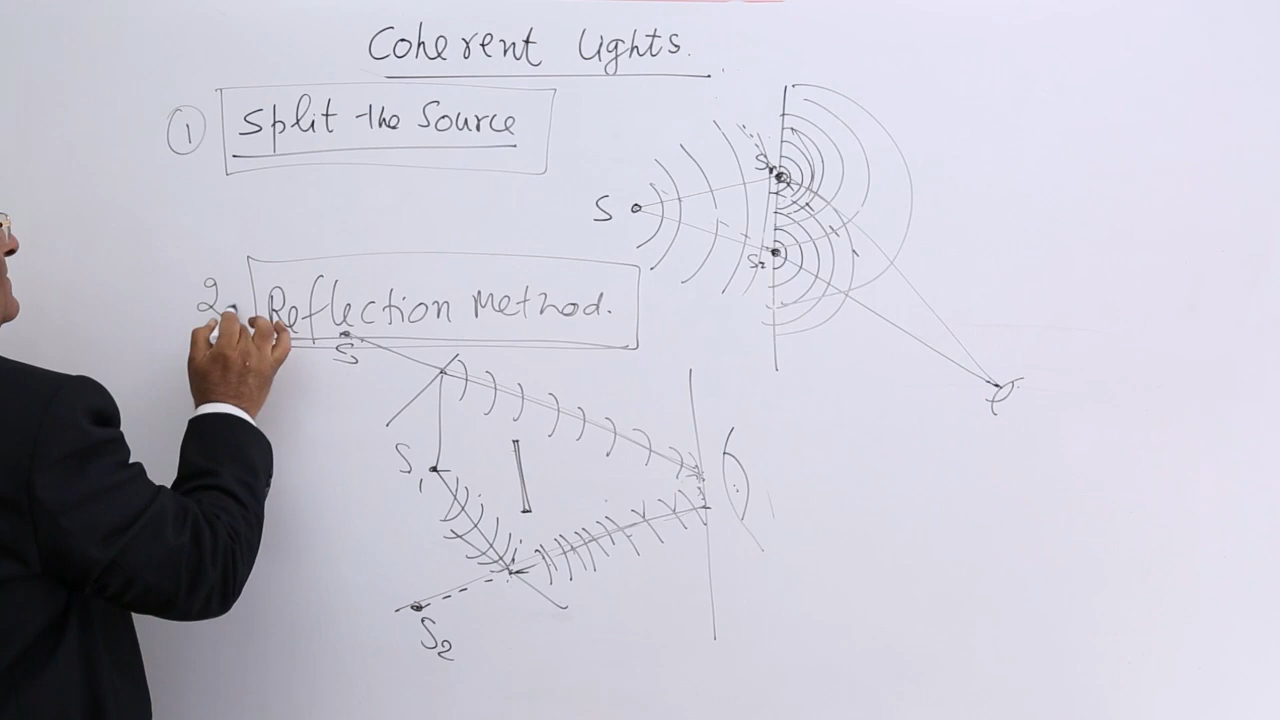 Coherent Lights.
1 Split the Source
S
S1
S2
2. Reflection Method.
S
S1
S2